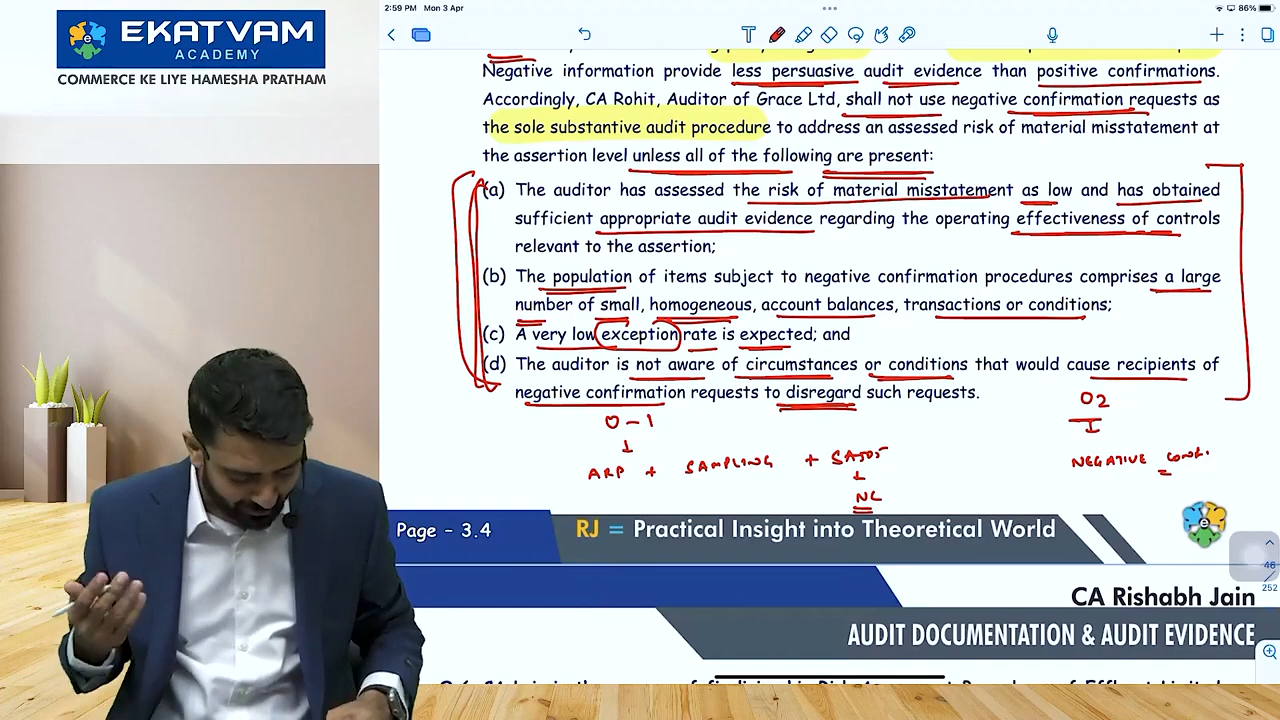 2:59 PM Mon 3 Apr
86%
EKATVAM
ACADEMY
COMMERCE KE LIYE HAMESHA PRATHAM
Negative information provide less persuasive audit evidence than positive confirmations.
Accordingly, CA Rohit, Auditor of Grace Ltd, shall not use negative confirmation requests as
the sole substantive audit procedure to address an assessed risk of material misstatement at
the assertion level unless all of the following are present:
(a) The auditor has assessed the risk of material misstatement as low and has obtained
sufficient appropriate audit evidence regarding the operating effectiveness of controls
relevant to the assertion;
(b) The population of items subject to negative confirmation procedures comprises a large
number of small, homogeneous, account balances, transactions or conditions;
(c) A very low exception rate is expected; and
(d) The auditor is not aware of circumstances or conditions that would cause recipients of
negative confirmation requests to disregard such requests.
O-1
O2
I
ARP + SAMPLING +
NEGATIVE CONF.
NC
Page - 3.4
RJ = Practical Insight into Theoretical World
46
252
CA Rishabh Jain
AUDIT DOCUMENTATION & AUDIT EVIDENCE